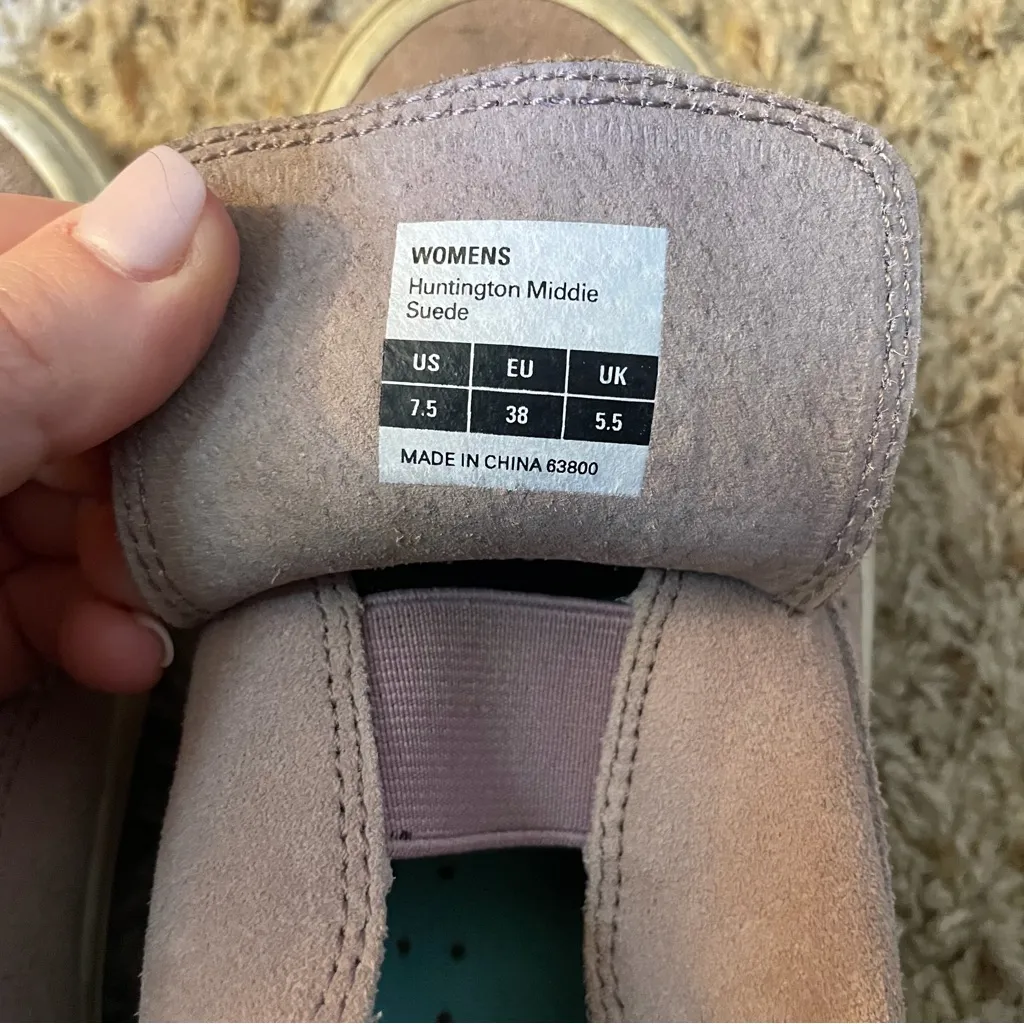 WOMENS
Huntington Middie
Suede
US EU UK
7.5 38 5.5
MADE IN CHINA 63800